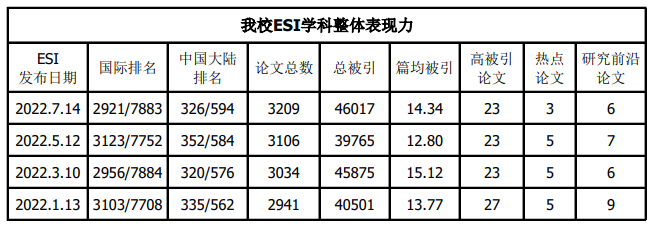 我校ESI学科整体表现力
ESI 发布日期 国际排名 中国大陆排名 论文总数 总被引 篇均被引 高被引论文 热点论文 研究前沿论文
2022.7.14 2921/7883 326/594 3209 46017 14.34 23 3 6
2022.5.12 3123/7752 352/584 3106 39765 12.80 23 5 7
2022.3.10 2956/7884 320/576 3034 45875 15.12 23 5 6
2022.1.13 3103/7708 335/562 2941 40501 13.77 27 5 9